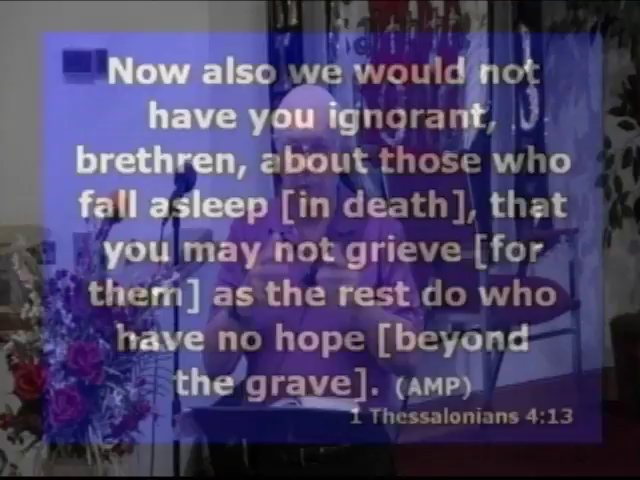 Now also we would not
have you ignorant,
brethren, about those who
fall asleep [in death], that
you may not grieve [for
them] as the rest do who
have no hope [beyond
the grave]. (AMP)
1 Thessalonians 4:13